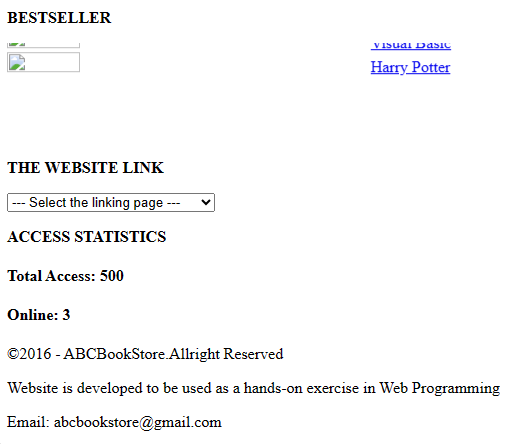 BESTSELLER
Visual Basic
Harry Potter
THE WEBSITE LINK
--- Select the linking page ---
ACCESS STATISTICS
Total Access: 500
Online: 3
©2016 - ABCBookStore.Allright Reserved
Website is developed to be used as a hands-on exercise in Web Programming
Email: abcbookstore@gmail.com